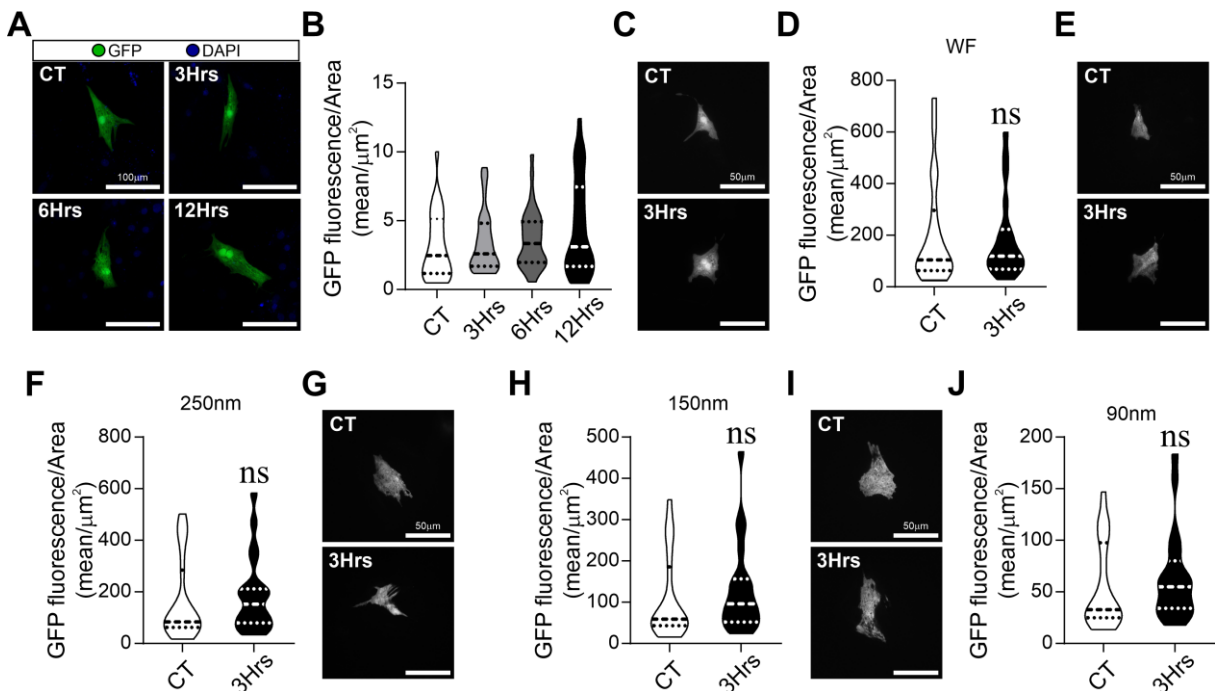 A
GFP DAPI
CT
3Hrs
100μm
6Hrs
12Hrs
B
GFP fluorescence/Area
(mean/μm²)
15
10
5
0
CT
3Hrs
6Hrs
12Hrs
C
CT
50μm
3Hrs
D
WF
GFP fluorescence/Area
(mean/μm²)
800
600
400
200
0
ns
CT
3Hrs
E
CT
50μm
3Hrs
F
250nm
GFP fluorescence/Area
(mean/μm²)
800
600
400
200
0
ns
CT
3Hrs
G
CT
50μm
3Hrs
H
150nm
GFP fluorescence/Area
(mean/μm²)
500
400
300
200
100
0
ns
CT
3Hrs
I
CT
50μm
3Hrs
J
90nm
GFP fluorescence/Area
(mean/μm²)
200
150
100
50
0
ns
CT
3Hrs